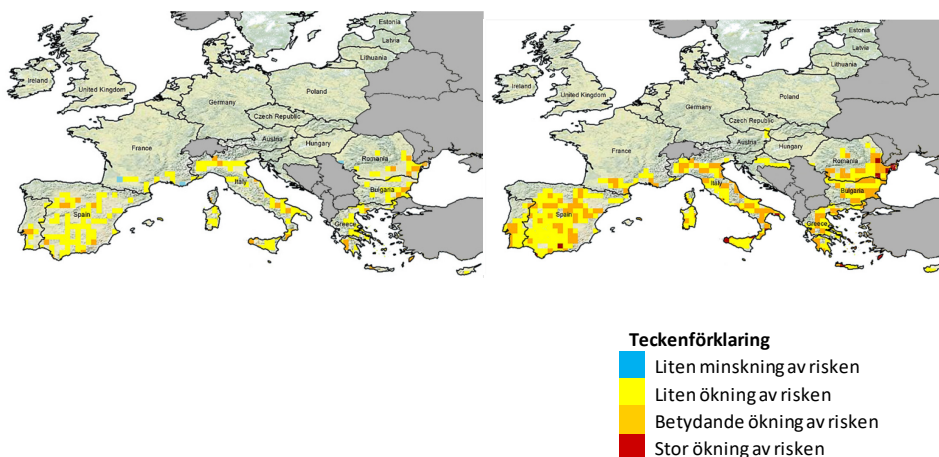 Estonia
Latvia
Lithuania
Ireland
United Kingdom
Germany
Poland
Czech Republic
France
Austria
Hungary
Romania
Italy
Bulgaria
Spain
Greece
Estonia
Latvia
Lithuania
Ireland
United Kingdom
Germany
Poland
Czech Republic
France
Austria
Hungary
Romania
Italy
Bulgaria
Spain
Greece
Teckenförklaring
Liten minskning av risken
Liten ökning av risken
Betydande ökning av risken
Stor ökning av risken